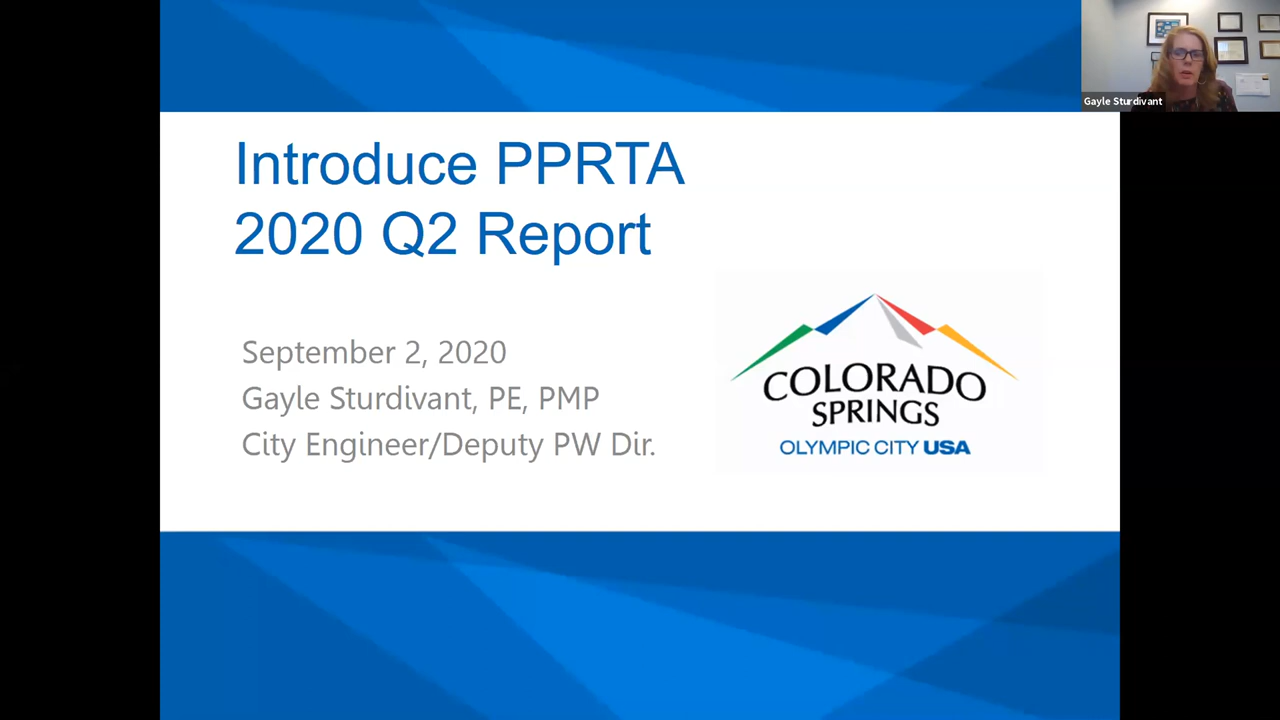 Gayle Sturdivant
Introduce PPRTA
2020 Q2 Report
September 2, 2020
Gayle Sturdivant, PE, PMP
City Engineer/Deputy PW Dir.
COLORADO
SPRINGS
OLYMPIC CITY USA